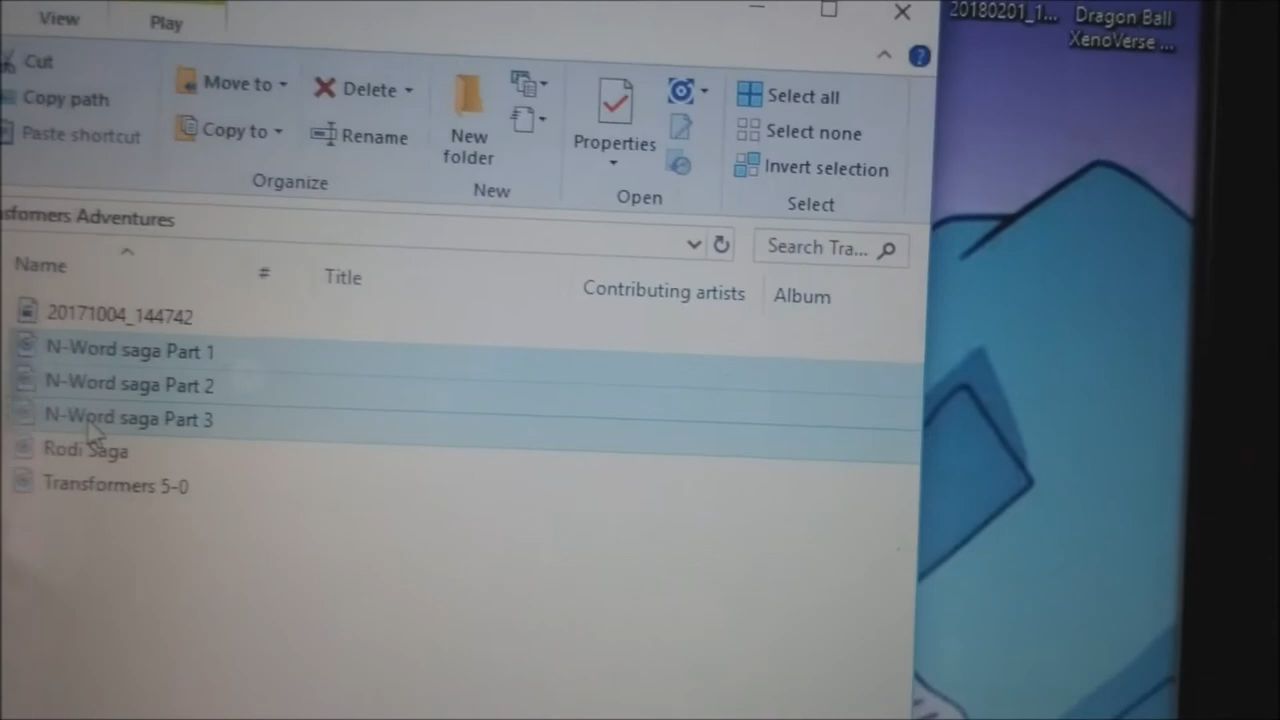 View
Play
20180201_1...
Dragon Ball
XenoVerse ...
Cut
Copy path
Paste shortcut
Move to
Copy to
Delete
Rename
Organize
New
folder
New
Properties
Open
Select all
Select none
Invert selection
Select
sfomers Adventures
Search Tra...
Name
#
Title
Contributing artists
Album
20171004_144742
N-Word saga Part 1
N-Word saga Part 2
N-Word saga Part 3
Rodi Saga
Transformers 5-0